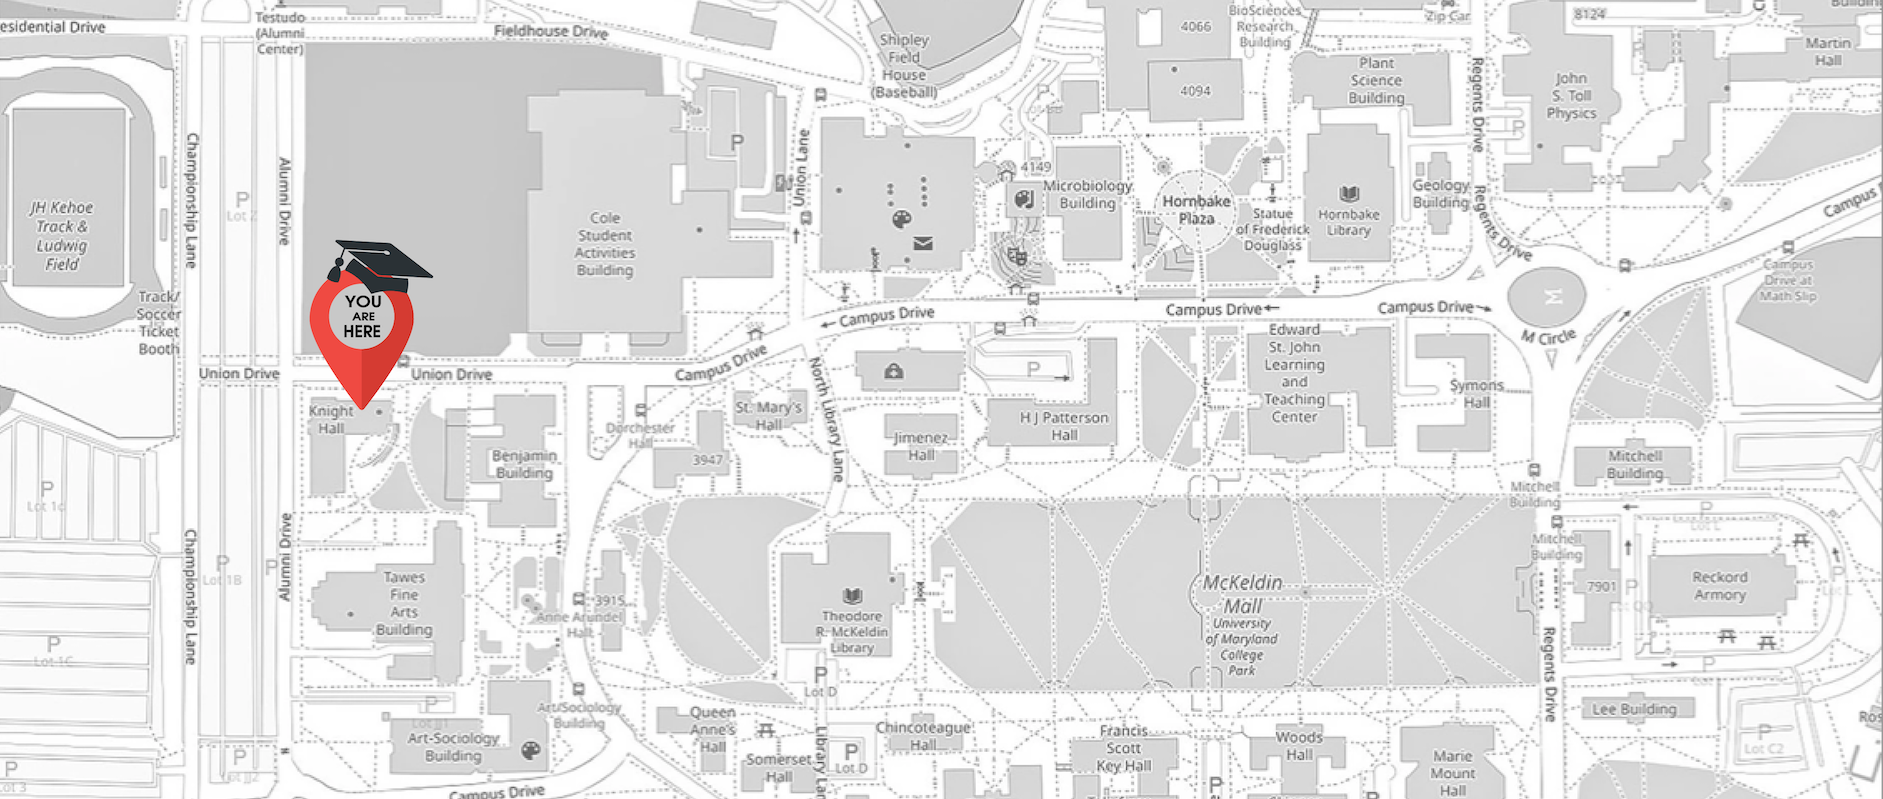 Residential Drive
Testudo
(Alumni
Center)
Fieldhouse Drive
Shipley
Field
House
(Baseball)
4066
BioSciences
Research
Building
Zip Car
8124
Building
Martin
Hall
Plant
Science
Building
4094
John
S. Toll
Physics
Regents Drive
P
P
Championship Lane
Alumni Drive
P
Lot Z
Union Lane
4149
Microbiology
Building
Hornbake
Plaza
Statue
of Frederick
Douglass
Hornbake
Library
Geology
Building
Regents Drive
Campus
JH Kehoe
Track &
Ludwig
Field
Cole
Student
Activities
Building
YOU
ARE
HERE
Track/
Soccer
Ticket
Booth
Campus
Drive at
Math Slip
M
M Circle
Campus Drive
Campus Drive
Campus Drive
Union Drive
Union Drive
Campus Drive
North Library Lane
P
Edward
St. John
Learning
and
Teaching
Center
Symons
Hall
Knight
Hall
Dorchester
Hall
St. Mary's
Hall
Jimenez
Hall
H J Patterson
Hall
Benjamin
Building
3947
Mitchell
Building
Mitchell
Building
P
P
Lot L
Alumni Drive
Championship Lane
P
Lot 1B
P
Tawes
Fine
Arts
Building
3915
Anne Arundel
Hall
Theodore
R. McKeldin
Library
McKeldin
Mall
University
of Maryland
College
Park
Mitchell
Building
7901
P
Reckord
Armory
Lot L
P
Lot 1C
P
Lot D
P
Regents Drive
P
Art/Sociology
Building
Art-Sociology
Building
Queen
Anne's
Hall
Somerset
Hall
Library Lane
P
Lot D
Chincoteague
Hall
Francis
Scott
Key Hall
Woods
Hall
Marie
Mount
Hall
Lee Building
P
Lot C2
P
P
P
Lot 3
Campus Drive
P